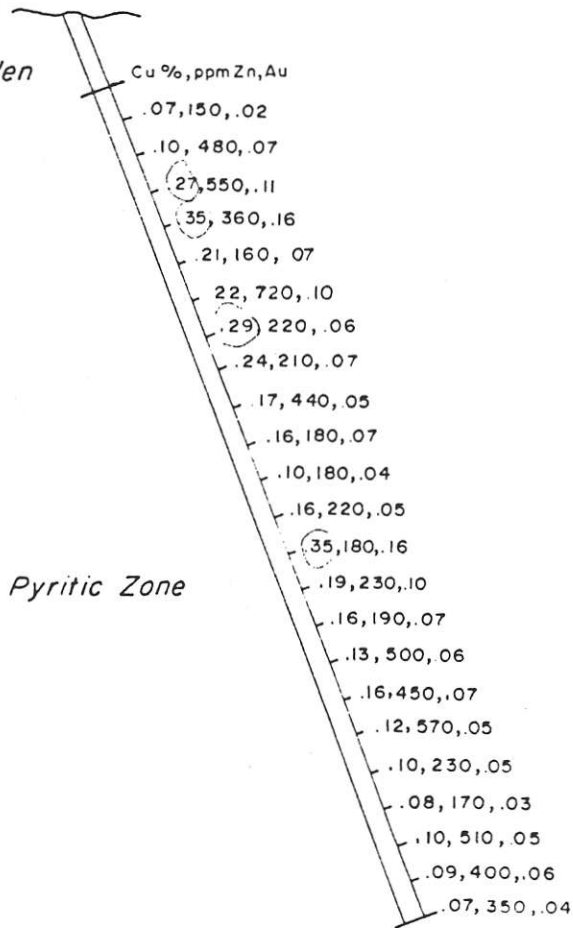 Cu %, ppm Zn, Au
.07, 150, .02
.10, 480, .07
.27, 550, .11
.35, 360, .16
.21, 160, 07
22, 720, .10
.29, 220, .06
.24, 210, .07
.17, 440, .05
.16, 180, .07
.10, 180, .04
.16, 220, .05
.35, 180, .16
Pyritic Zone
.19, 230, .10
.16, 190, .07
.13, 500, .06
.16, 450, .07
.12, 570, .05
.10, 230, .05
.08, 170, .03
.10, 510, .05
.09, 400, .06
.07, 350, .04